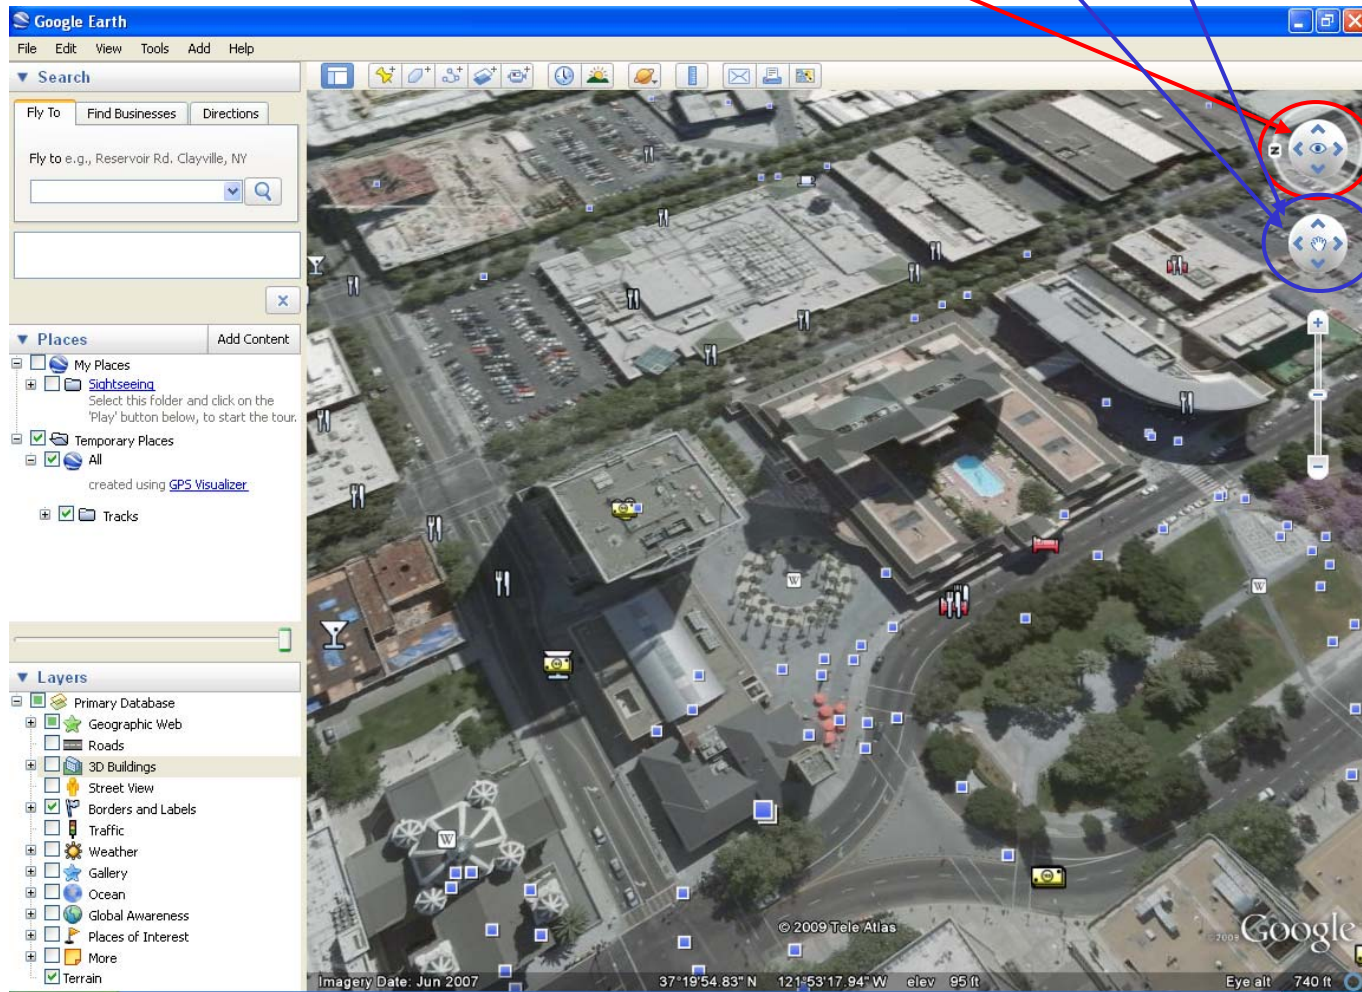 Google Earth
File Edit View Tools Add Help
Search
Fly To Find Businesses Directions
Fly to e.g., Reservoir Rd. Clayville, NY
Places Add Content
My Places
Sightseeing
Select this folder and click on the
'Play' button below, to start the tour.
Temporary Places
All
created using GPS Visualizer
Tracks
Layers
Primary Database
Geographic Web
Roads
3D Buildings
Street View
Borders and Labels
Traffic
Weather
Gallery
Ocean
Global Awareness
Places of Interest
More
Terrain
N
W
W
W
© 2009 Tele Atlas
©2009 Google
Imagery Date: Jun 2007 37°19'54.83" N 121°53'17.94" W elev 95 ft Eye alt 740 ft